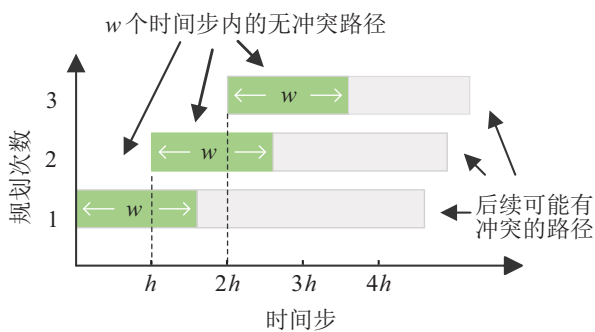 w个时间步内的无冲突路径
规划次数
3
w
2
w
1
w
后续可能有
冲突的路径
h
2h
3h
4h
时间步